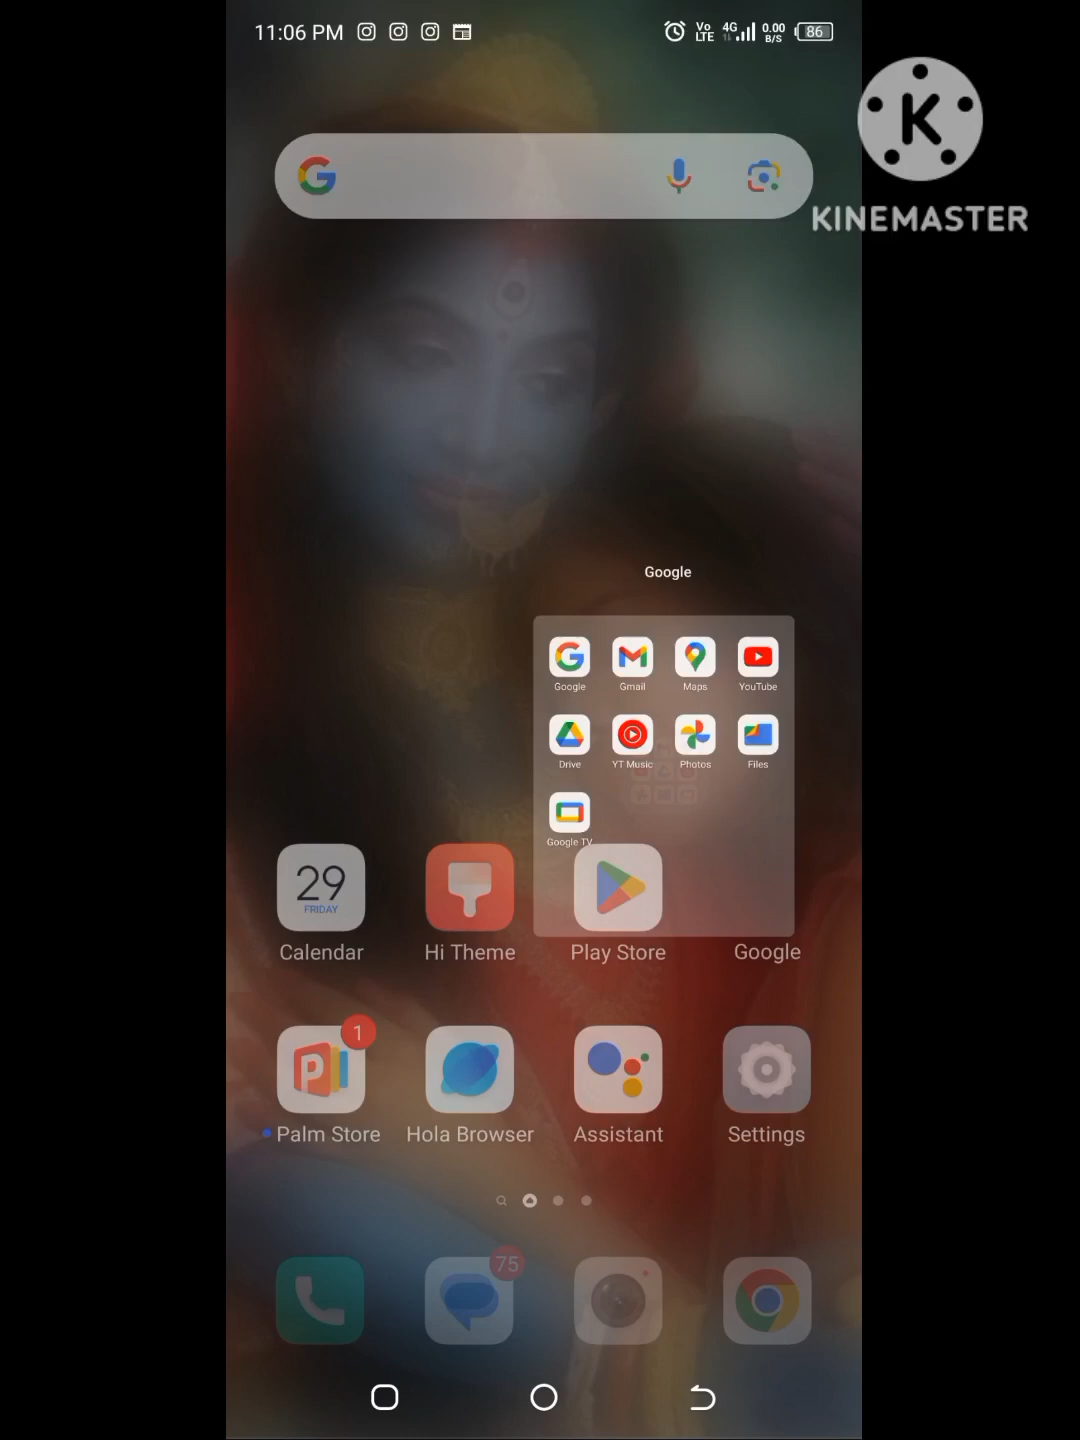 11:06 PM
Vo LTE 4G 0.00 B/S 86
K
KINEMASTER
Google
Google Gmail Maps YouTube
Drive YT Music Photos Files
Google TV
29
FRIDAY
Calendar Hi Theme Play Store Google
1
Palm Store Hola Browser Assistant Settings
75